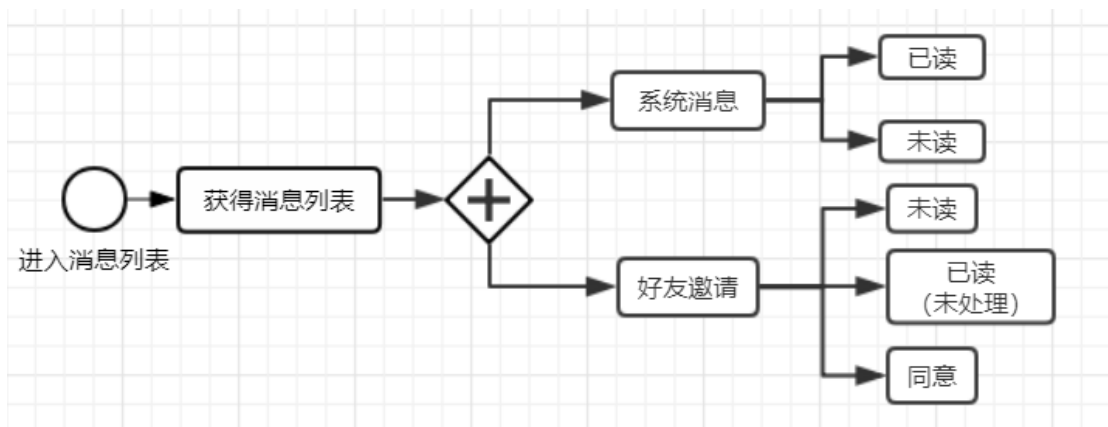 进入消息列表
获得消息列表
系统消息
已读
未读
好友邀请
未读
已读
（未处理）
同意